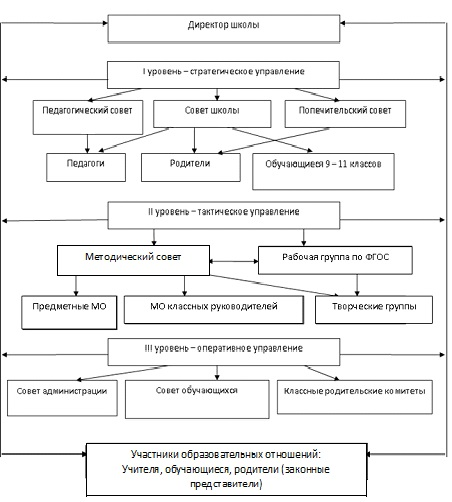 Директор школы
I уровень – стратегическое управление
Педагогический совет
Совет школы
Попечительский совет
Педагоги
Родители
Обучающиеся 9 – 11 классов
II уровень – тактическое управление
Методический совет
Рабочая группа по ФГОС
Предметные МО
МО классных руководителей
Творческие группы
III уровень – оперативное управление
Совет администрации
Совет обучающихся
Классные родительские комитеты
Участники образовательных отношений:
Учителя, обучающиеся, родители (законные
представители)